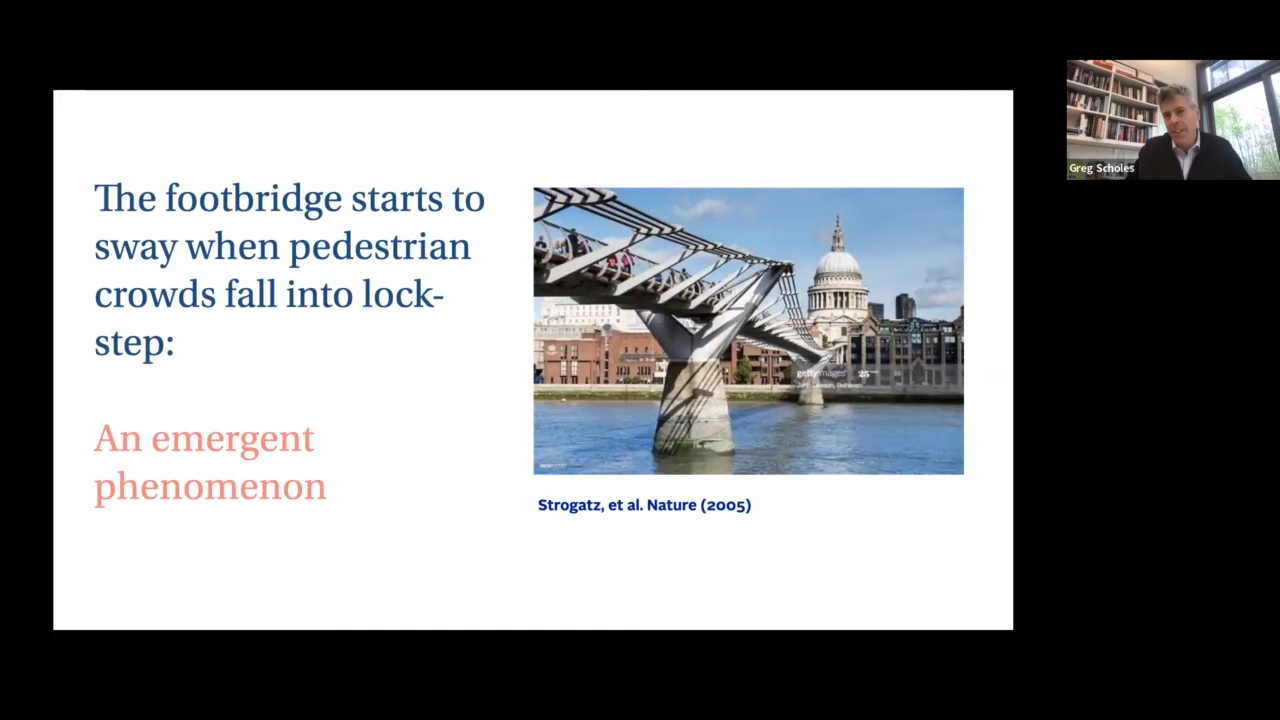 The footbridge starts to
sway when pedestrian
crowds fall into lock-
step:
An emergent
phenomenon
gettyimages
Strogatz, et al. Nature (2005)
Greg Scholes